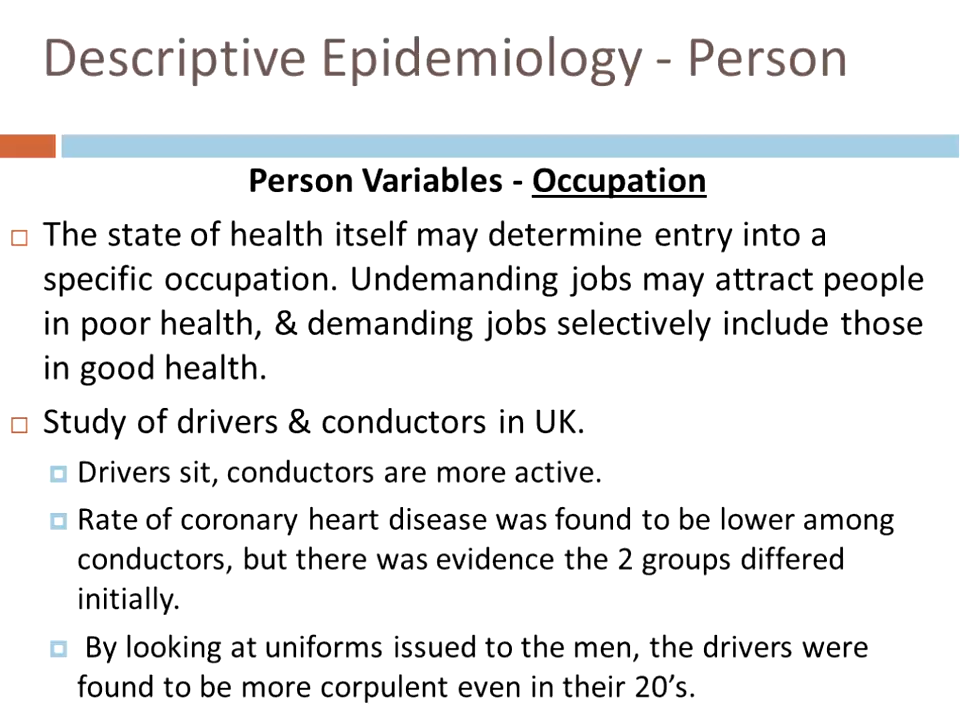 Descriptive Epidemiology - Person
Person Variables - Occupation
The state of health itself may determine entry into a
specific occupation. Undemanding jobs may attract people
in poor health, & demanding jobs selectively include those
in good health.
Study of drivers & conductors in UK.
Drivers sit, conductors are more active.
Rate of coronary heart disease was found to be lower among
conductors, but there was evidence the 2 groups differed
initially.
By looking at uniforms issued to the men, the drivers were
found to be more corpulent even in their 20’s.